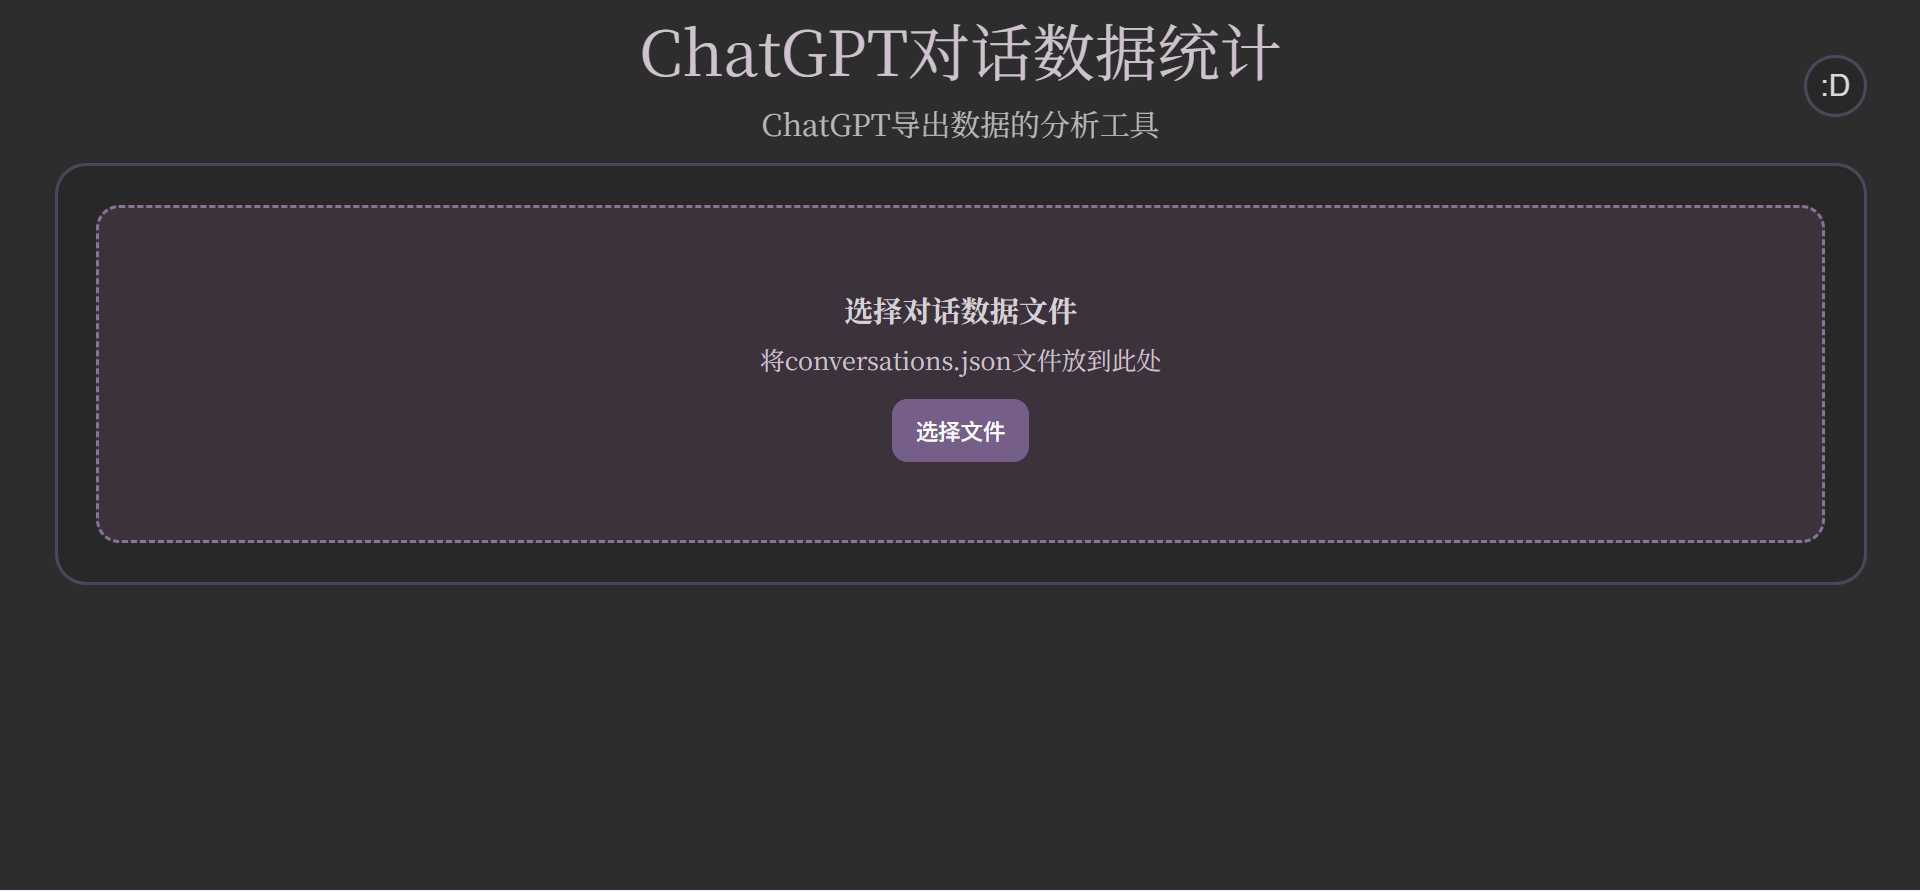 ChatGPT对话数据统计
:D
ChatGPT导出数据的分析工具
选择对话数据文件
将conversations.json文件放到此处
选择文件